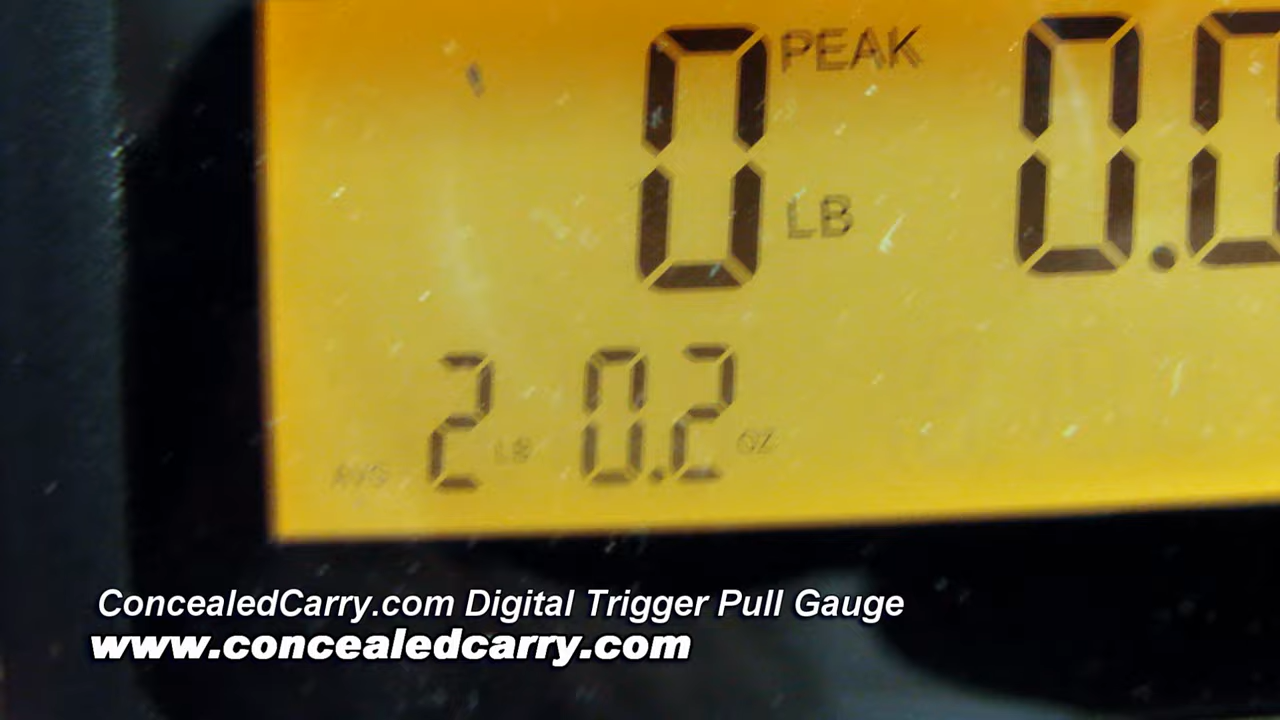 0 PEAK 0.0
LB
2 LB 0.2 OZ
AVG
ConcealedCarry.com Digital Trigger Pull Gauge
www.concealedcarry.com